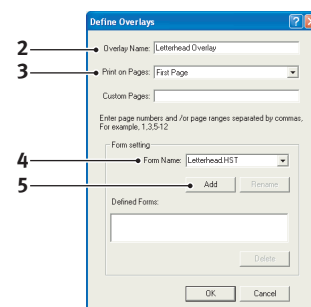 Define Overlays
2 Overlay Name: Letterhead Overlay
3 Print on Pages: First Page
Custom Pages:
Enter page numbers and /or page ranges separated by commas,
For example, 1,3,5-12
Form setting
4 Form Name: Letterhead.HST
5 Add Rename
Defined Forms:
Delete
OK Cancel